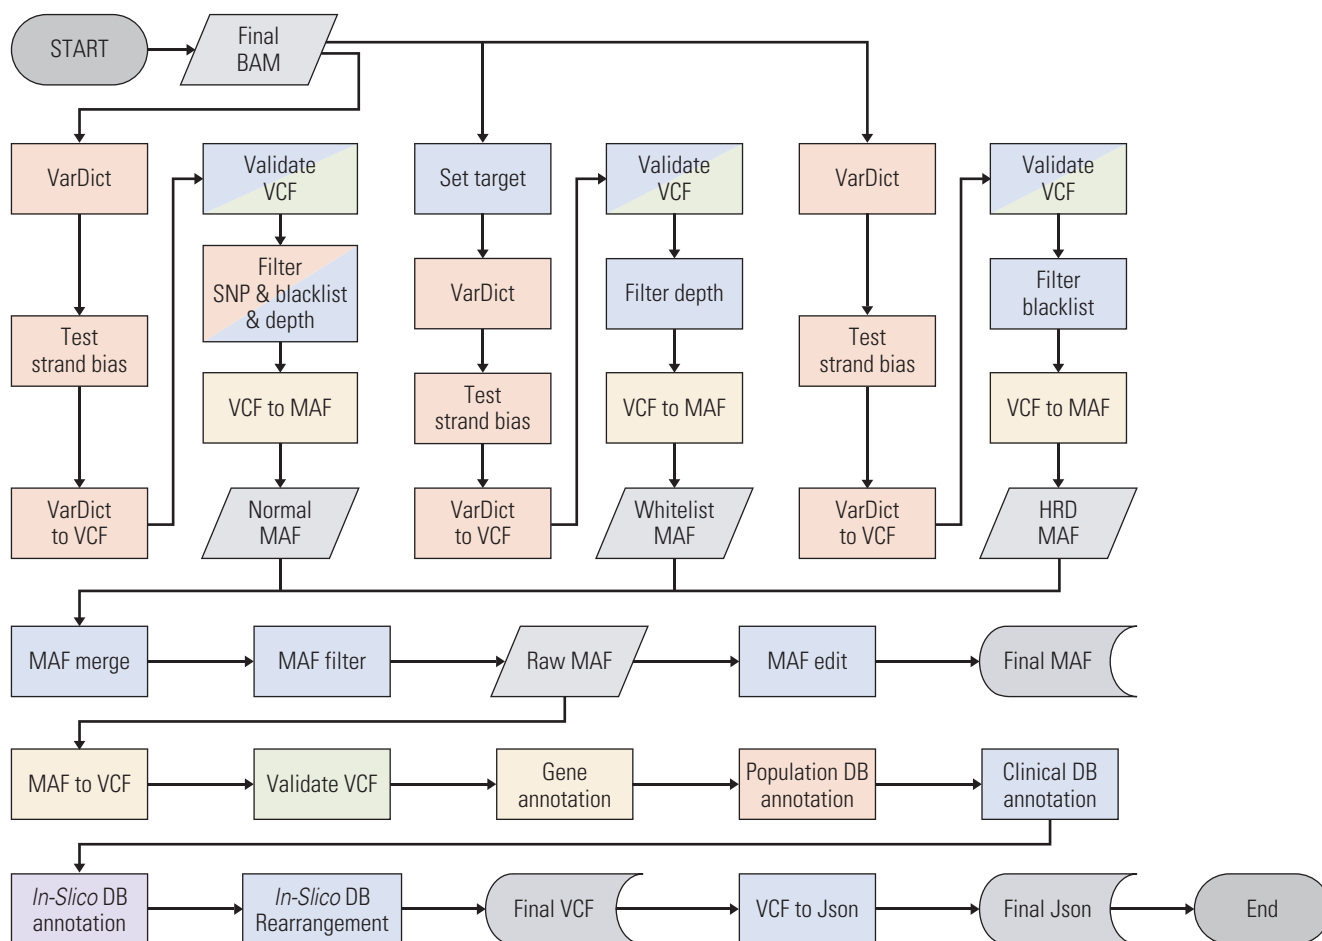 START
Final
BAM
VarDict
Test
strand bias
VarDict
to VCF
Validate
VCF
Filter
SNP & blacklist
& depth
VCF to MAF
Normal
MAF
Set target
VarDict
Test
strand bias
VarDict
to VCF
Validate
VCF
Filter depth
VCF to MAF
Whitelist
MAF
VarDict
Test
strand bias
VarDict
to VCF
Validate
VCF
Filter
blacklist
VCF to MAF
HRD
MAF
MAF merge
MAF filter
Raw MAF
MAF edit
Final MAF
MAF to VCF
Validate VCF
Gene
annotation
Population DB
annotation
Clinical DB
annotation
In-Slico DB
annotation
In-Slico DB
Rearrangement
Final VCF
VCF to Json
Final Json
End